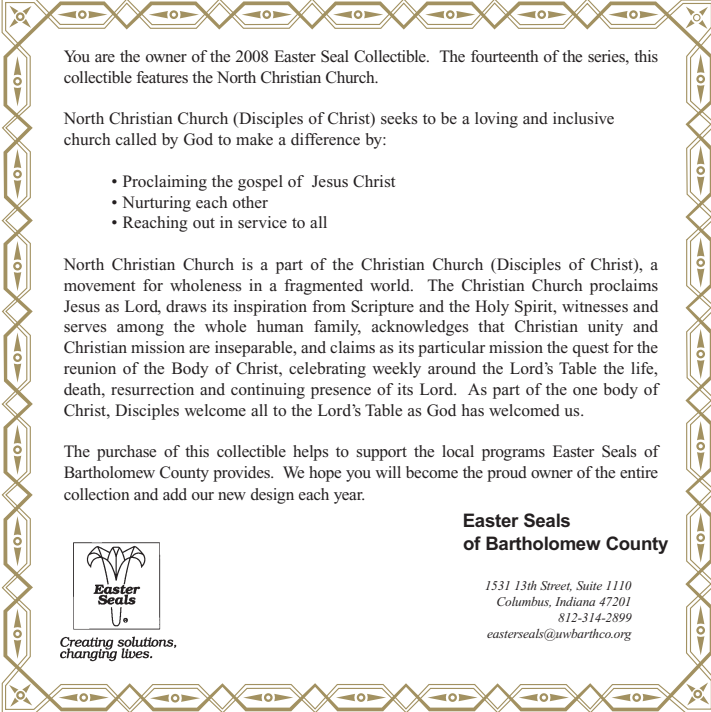 You are the owner of the 2008 Easter Seal Collectible. The fourteenth of the series, this
collectible features the North Christian Church.
North Christian Church (Disciples of Christ) seeks to be a loving and inclusive
church called by God to make a difference by:
• Proclaiming the gospel of Jesus Christ
• Nurturing each other
• Reaching out in service to all
North Christian Church is a part of the Christian Church (Disciples of Christ), a
movement for wholeness in a fragmented world. The Christian Church proclaims
Jesus as Lord, draws its inspiration from Scripture and the Holy Spirit, witnesses and
serves among the whole human family, acknowledges that Christian unity and
Christian mission are inseparable, and claims as its particular mission the quest for the
reunion of the Body of Christ, celebrating weekly around the Lord’s Table the life,
death, resurrection and continuing presence of its Lord. As part of the one body of
Christ, Disciples welcome all to the Lord’s Table as God has welcomed us.
The purchase of this collectible helps to support the local programs Easter Seals of
Bartholomew County provides. We hope you will become the proud owner of the entire
collection and add our new design each year.
Easter Seals
of Bartholomew County
1531 13th Street, Suite 1110
Columbus, Indiana 47201
812-314-2899
easterseals@uwbarthco.org
Easter
Seals
®
Creating solutions,
changing lives.